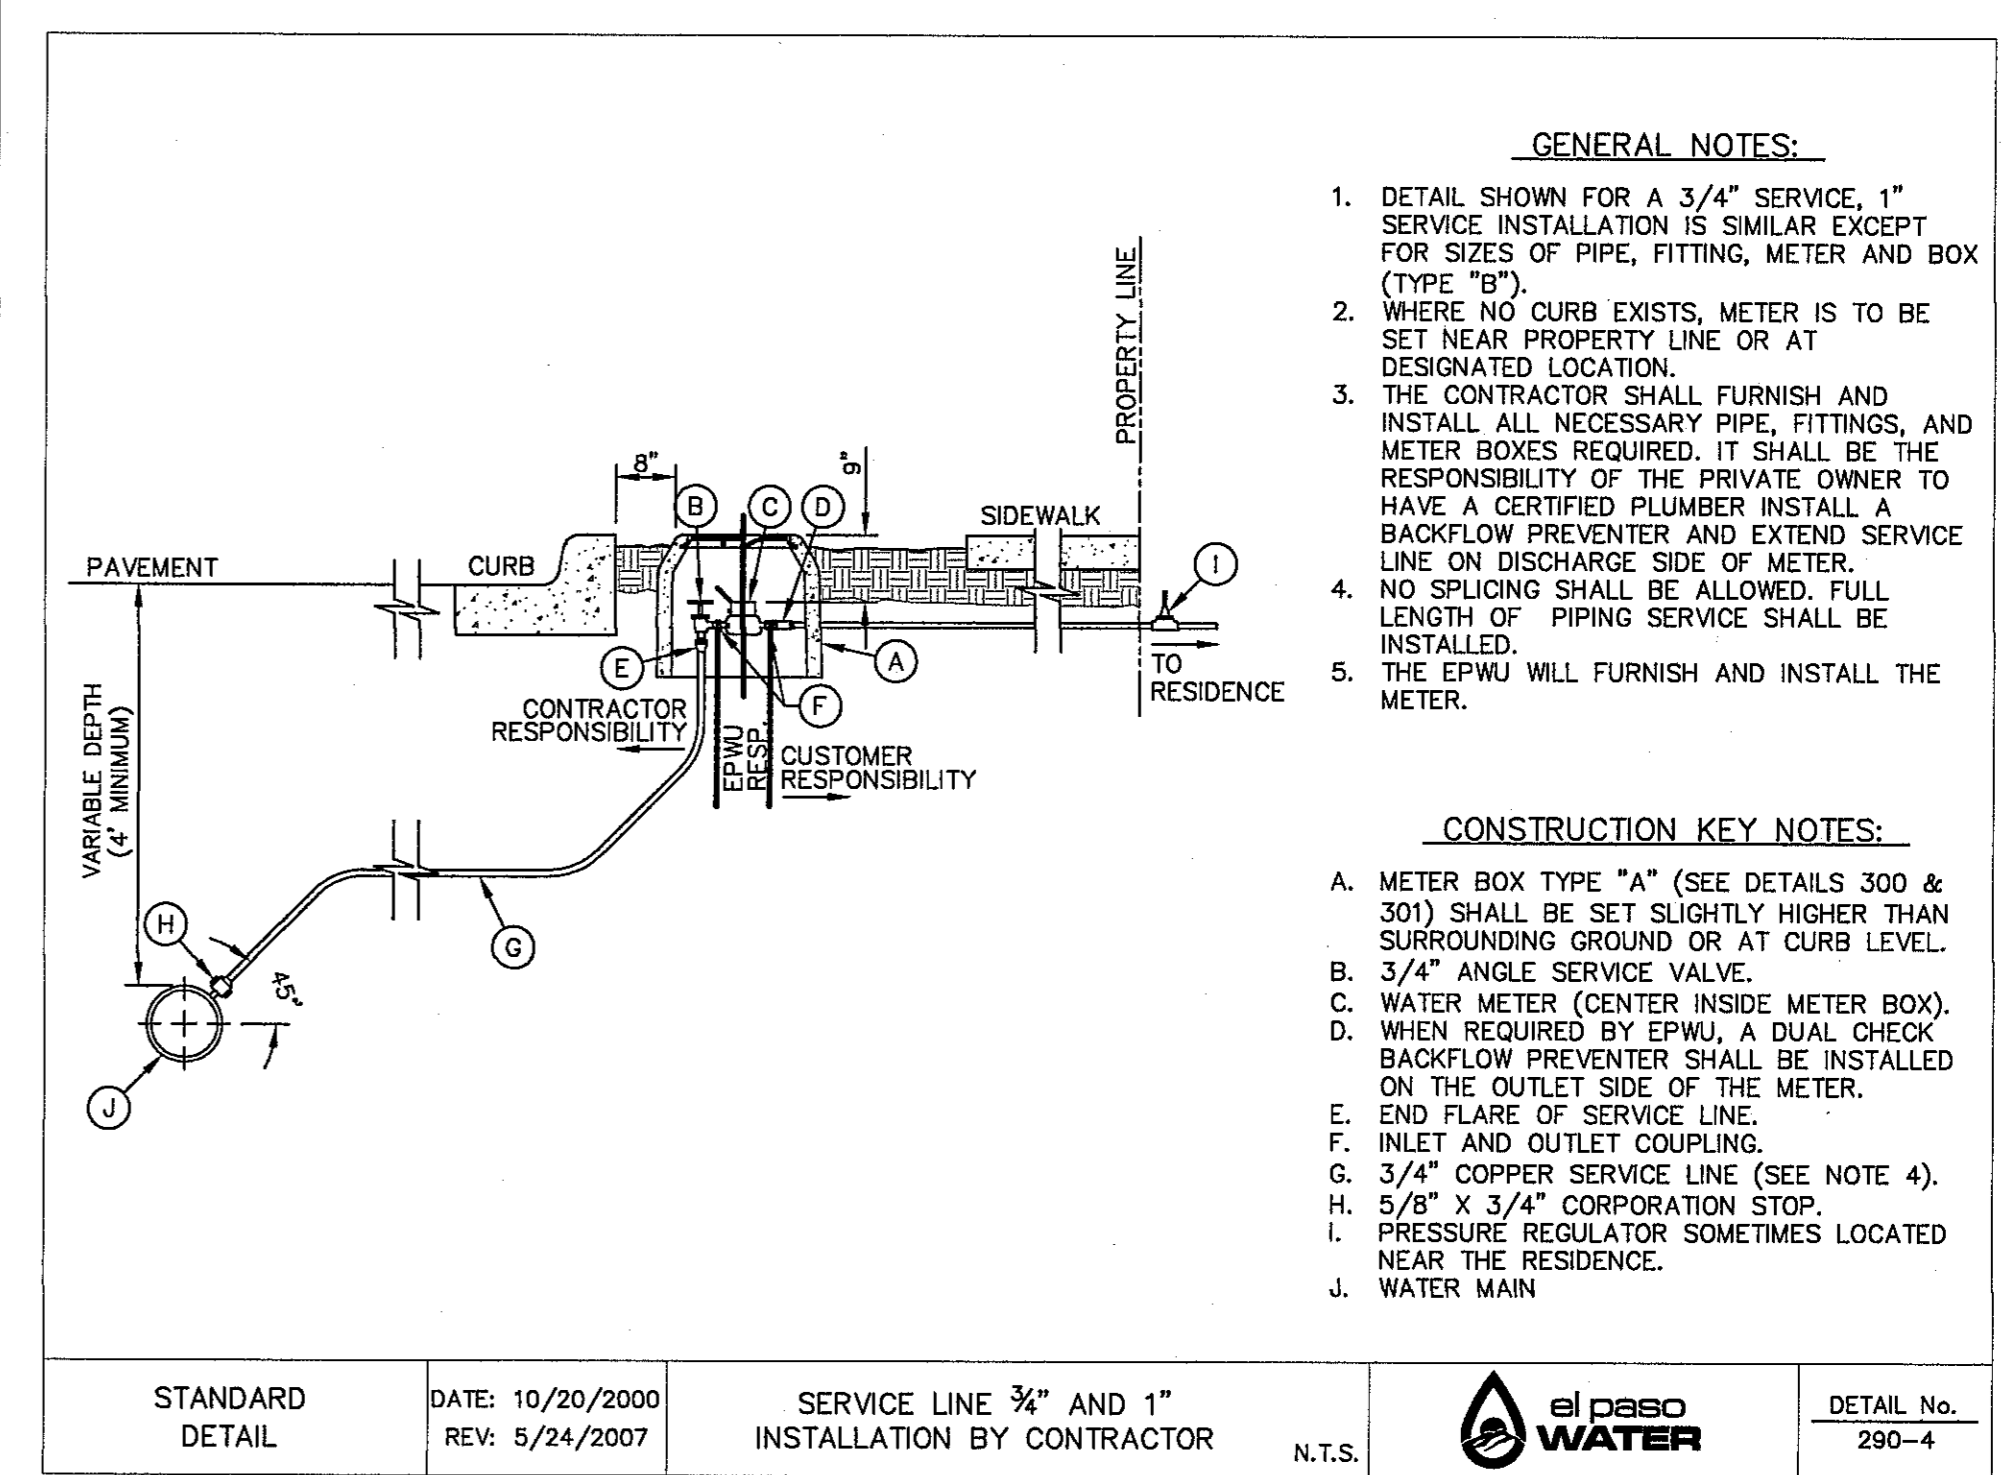 GENERAL NOTES:
1. DETAIL SHOWN FOR A 3/4" SERVICE, 1"
SERVICE INSTALLATION IS SIMILAR EXCEPT
FOR SIZES OF PIPE, FITTING, METER AND BOX
(TYPE "B").
2. WHERE NO CURB EXISTS, METER IS TO BE
SET NEAR PROPERTY LINE OR AT
DESIGNATED LOCATION.
3. THE CONTRACTOR SHALL FURNISH AND
INSTALL ALL NECESSARY PIPE, FITTINGS, AND
METER BOXES REQUIRED. IT SHALL BE THE
RESPONSIBILITY OF THE PRIVATE OWNER TO
HAVE A CERTIFIED PLUMBER INSTALL A
BACKFLOW PREVENTER AND EXTEND SERVICE
LINE ON DISCHARGE SIDE OF METER.
4. NO SPLICING SHALL BE ALLOWED. FULL
LENGTH OF PIPING SERVICE SHALL BE
INSTALLED.
5. THE EPWU WILL FURNISH AND INSTALL THE
METER.
CONSTRUCTION KEY NOTES:
A. METER BOX TYPE "A" (SEE DETAILS 300 &
301) SHALL BE SET SLIGHTLY HIGHER THAN
SURROUNDING GROUND OR AT CURB LEVEL.
B. 3/4" ANGLE SERVICE VALVE.
C. WATER METER (CENTER INSIDE METER BOX).
D. WHEN REQUIRED BY EPWU, A DUAL CHECK
BACKFLOW PREVENTER SHALL BE INSTALLED
ON THE OUTLET SIDE OF THE METER.
E. END FLARE OF SERVICE LINE.
F. INLET AND OUTLET COUPLING.
G. 3/4" COPPER SERVICE LINE (SEE NOTE 4).
H. 5/8" X 3/4" CORPORATION STOP.
I. PRESSURE REGULATOR SOMETIMES LOCATED
NEAR THE RESIDENCE.
J. WATER MAIN
PROPERTY LINE
8"
9"
B
C
D
SIDEWALK
PAVEMENT
CURB
I
E
A
TO
RESIDENCE
F
CONTRACTOR
RESPONSIBILITY
EPWU
RESP.
CUSTOMER
RESPONSIBILITY
VARIABLE DEPTH
(4' MINIMUM)
H
G
45°
J
STANDARD
DETAIL
DATE: 10/20/2000
REV: 5/24/2007
SERVICE LINE ¾" AND 1"
INSTALLATION BY CONTRACTOR
N.T.S.
el paso
WATER
DETAIL No.
290-4